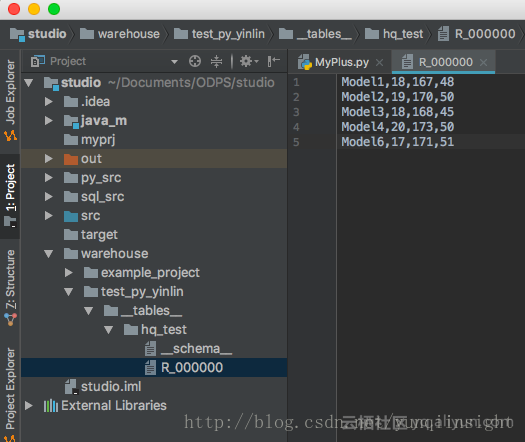 studio warehouse test_py_yinlin __tables__ hq_test R_000000
Project
MyPlus.py R_000000
Job Explorer
1: Project
Z: Structure
Project Explorer
studio ~/Documents/ODPS/studio
.idea
java_m
myprj
out
py_src
sql_src
src
target
warehouse
example_project
test_py_yinlin
__tables__
hq_test
__schema__
R_000000
studio.iml
External Libraries
1 Model1,18,167,48
2 Model2,19,170,50
3 Model3,18,168,45
4 Model4,20,173,50
5 Model6,17,171,51
http://blog.csdn.net/yunqiinsight
云栖社区